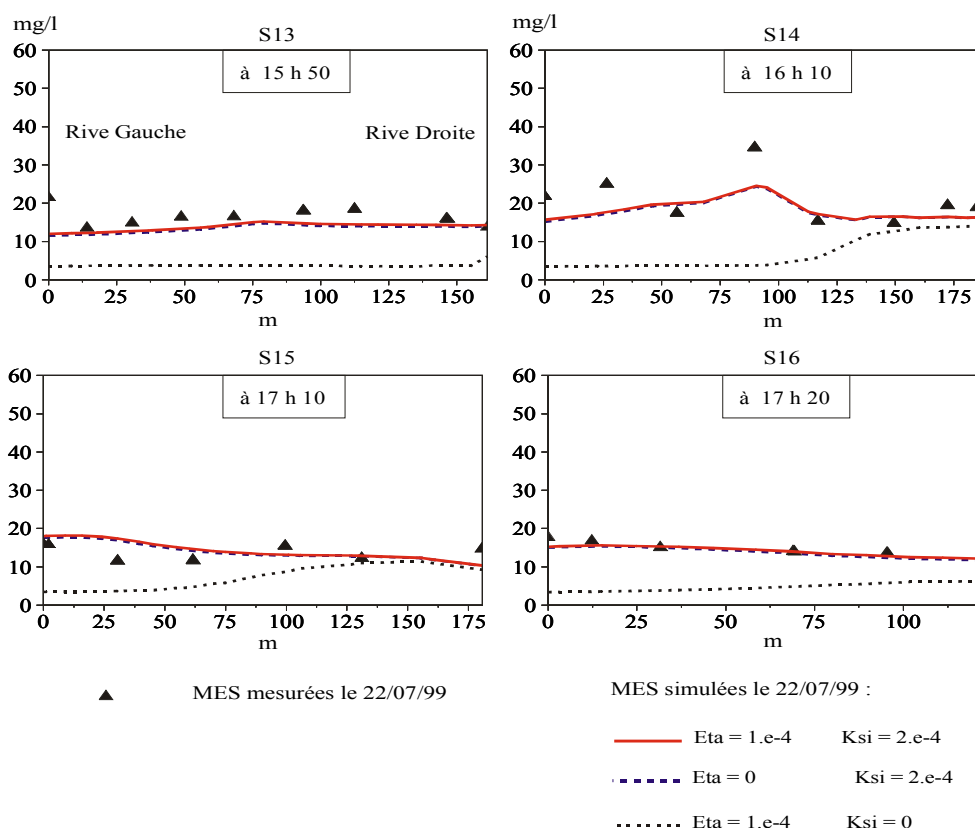 mg/l
S13
S14
60
à 15 h 50
60
à 16 h 10
50
50
40
40
Rive Gauche
Rive Droite
30
30
20
20
10
10
0
0
0 25 50 75 100 125 150
0 25 50 75 100 125 150 175
m
m
S15
S16
60
à 17 h 10
60
à 17 h 20
50
50
40
40
30
30
20
20
10
10
0
0
0 25 50 75 100 125 150 175
0 25 50 75 100
m
m
MES mesurées le 22/07/99
MES simulées le 22/07/99 :
Eta = 1.e-4 Ksi = 2.e-4
Eta = 0 Ksi = 2.e-4
Eta = 1.e-4 Ksi = 0